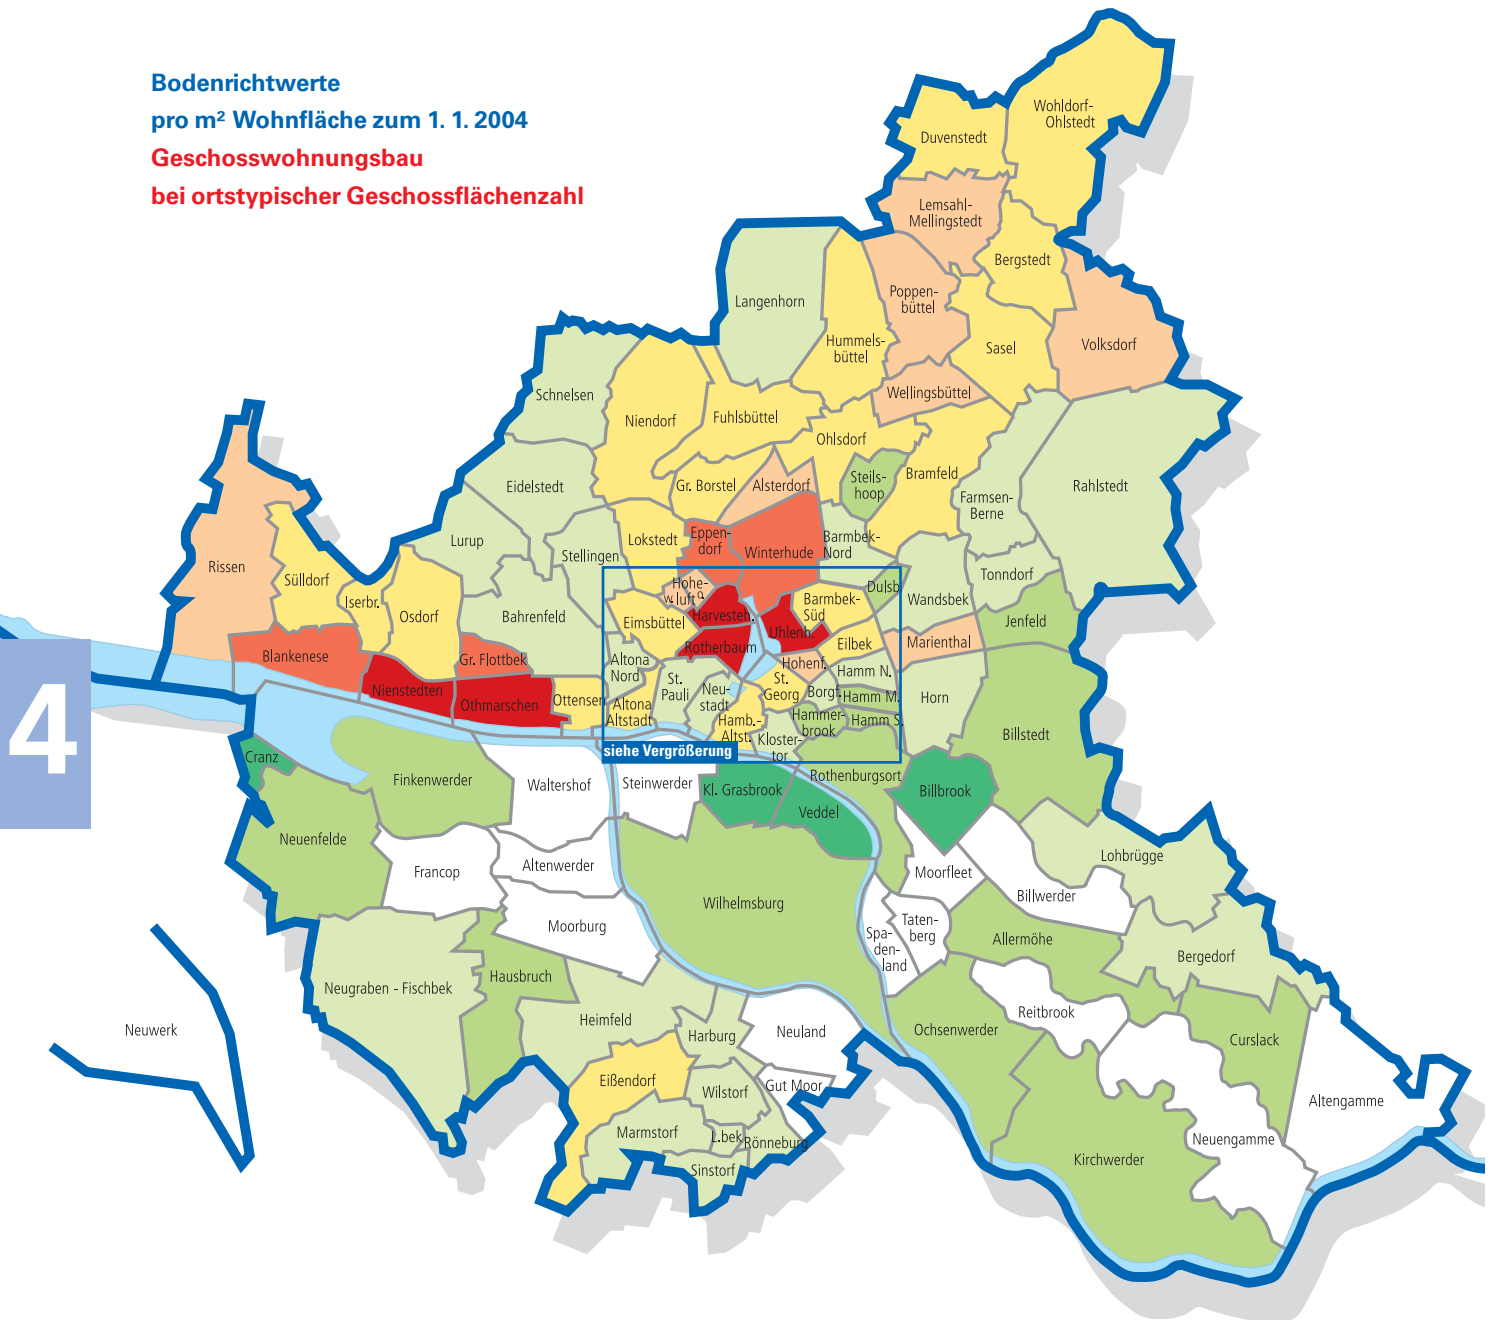 Bodenrichtwerte
pro m² Wohnfläche zum 1. 1. 2004
Geschosswohnungsbau
bei ortstypischer Geschossflächenzahl
Wohldorf-
Ohlstedt
Duvenstedt
Lemsahl-
Mellingstedt
Bergstedt
Langenhorn
Poppen-
büttel
Hummels-
büttel
Sasel
Volksdorf
Schnelsen
Wellingsbüttel
Niendorf
Fuhlsbüttel
Ohlsdorf
Eidelstedt
Gr. Borstel
Alsterdorf
Steils-
hoop
Bramfeld
Farmsen-
Berne
Rahlstedt
Lurup
Stellingen
Lokstedt
Eppen-
dorf
Winterhude
Barmbek-
Nord
Rissen
Sülldorf
Iserbr.
Osdorf
Bahrenfeld
Hohe-
w.luft o.
Dulsb.
Wandsbek
Tonndorf
Eimsbüttel
Harvesteh.
Barmbek-
Süd
Uhlenh.
Eilbek
Marienthal
Jenfeld
Blankenese
Gr. Flottbek
Altona
Nord
Rotherbaum
Hohenf.
Nienstedten
Othmarschen
Ottensen
St.
Pauli
Neu-
stadt
St.
Georg
Borgf.
Hamm N.
Hamm M.
Hamm S.
Horn
Altona
Altstadt
Hamb.-
Altst.
Hammer-
brook
Kloster-
tor
Billstedt
siehe Vergrößerung
4
Cranz
Finkenwerder
Waltershof
Steinwerder
Kl. Grasbrook
Rothenburgsort
Veddel
Billbrook
Neuenfelde
Francop
Altenwerder
Moorfleet
Lohbrügge
Billwerder
Wilhelmsburg
Moorburg
Taten-
berg
Spa-
den-
land
Allermöhe
Bergedorf
Neugraben - Fischbek
Hausbruch
Heimfeld
Harburg
Neuland
Ochsenwerder
Reitbrook
Curslack
Neuwerk
Eißendorf
Wilstorf
Gut Moor
Altengamme
Marmstorf
L.bek
Rönneburg
Neuengamme
Sinstorf
Kirchwerder